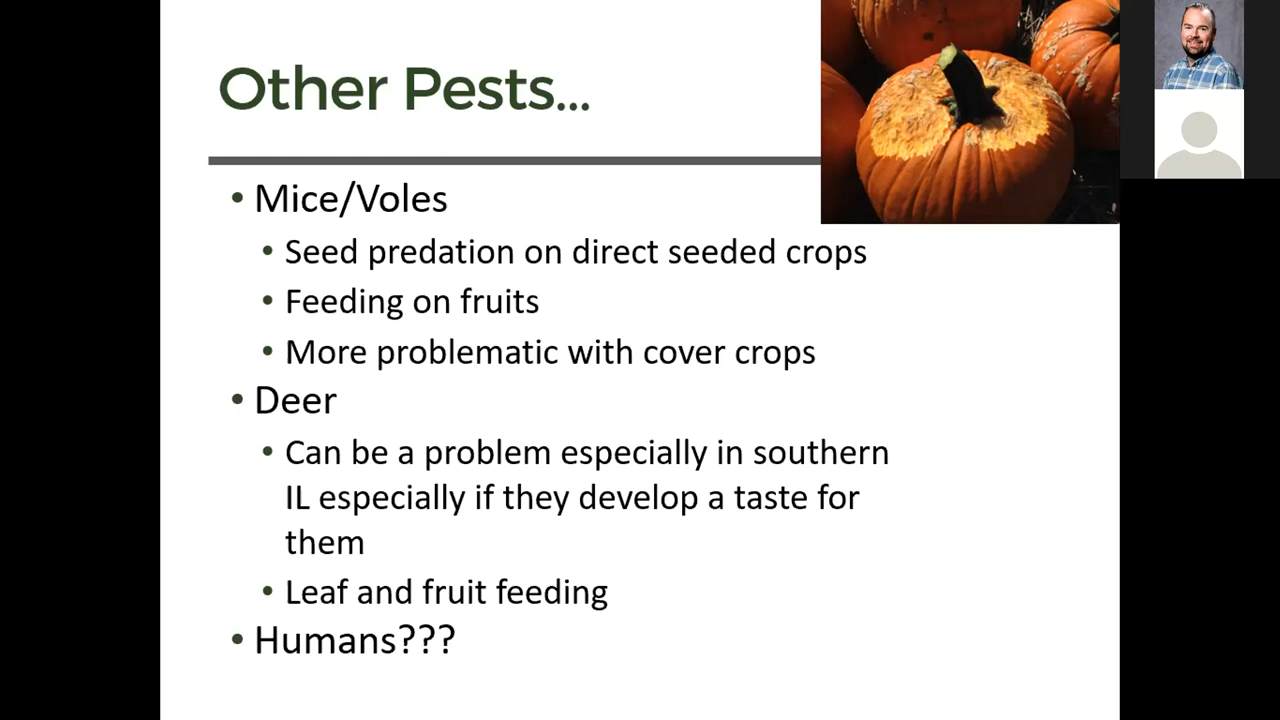 Other Pests...
• Mice/Voles
• Seed predation on direct seeded crops
• Feeding on fruits
• More problematic with cover crops
• Deer
• Can be a problem especially in southern
IL especially if they develop a taste for
them
• Leaf and fruit feeding
• Humans???